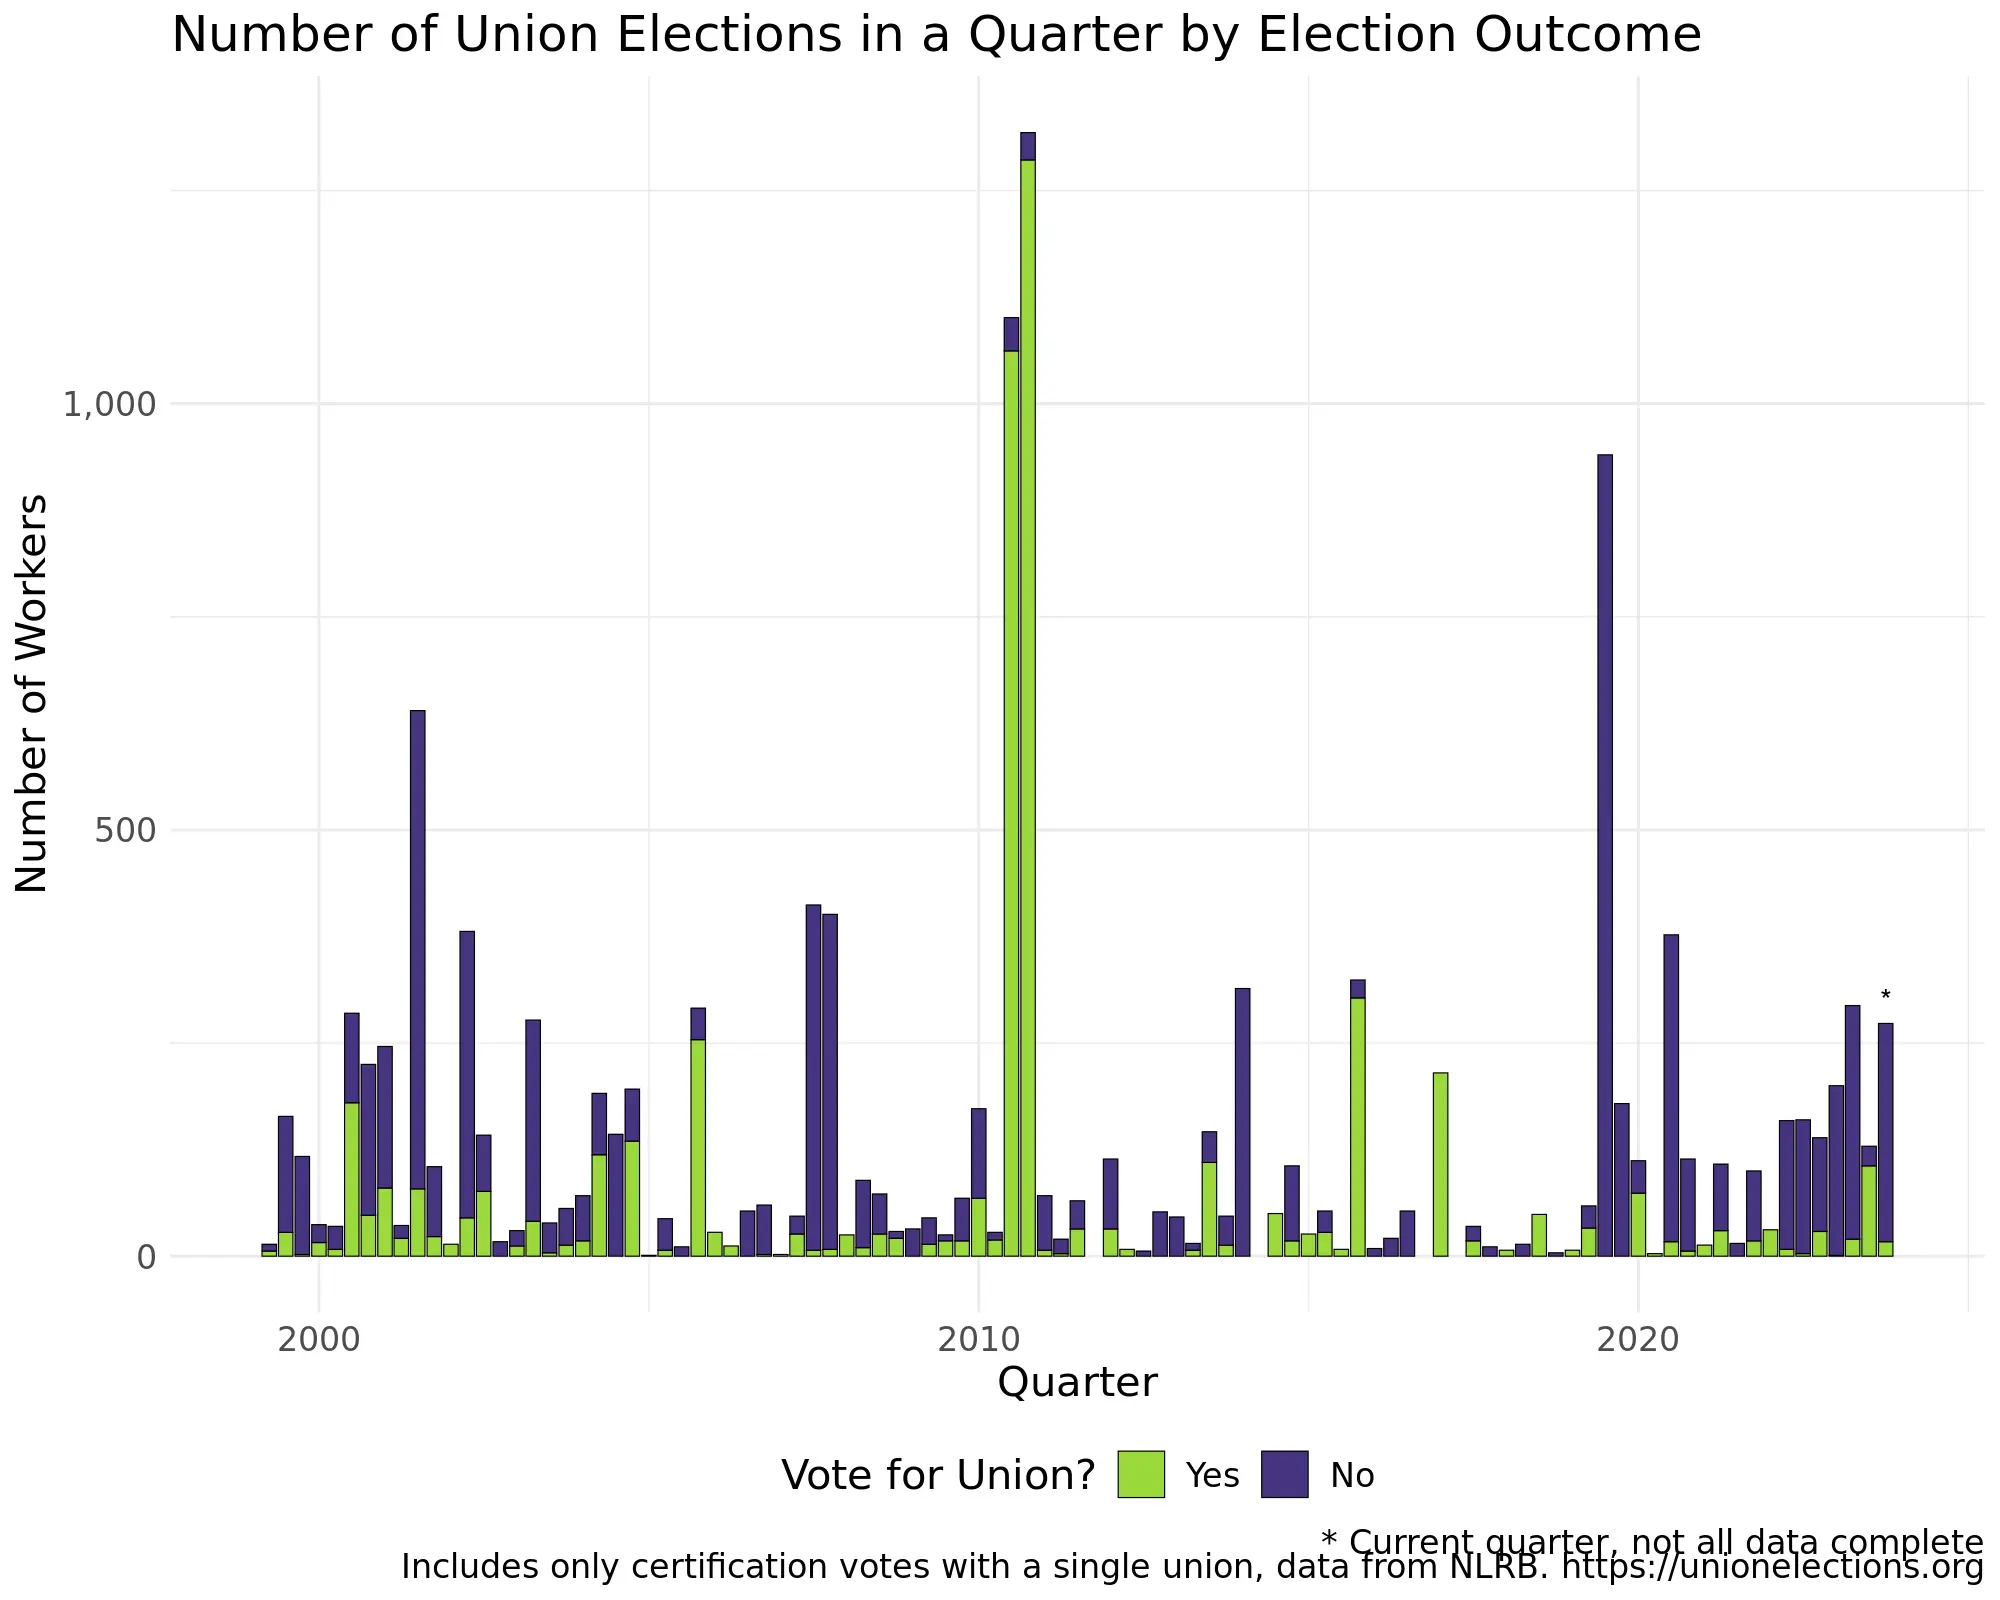 Number of Union Elections in a Quarter by Election Outcome
Number of Workers
1,000
500
0
*
2000
2010
2020
Quarter
Vote for Union?
Yes
No
* Current quarter, not all data complete
Includes only certification votes with a single union, data from NLRB. https://unionelections.org